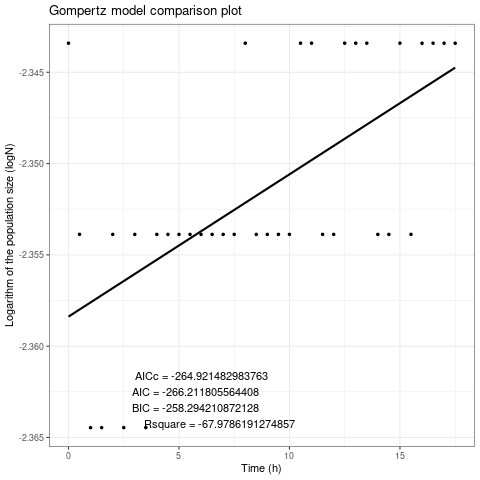 Gompertz model comparison plot
Logarithm of the population size (logN)
-2.345
-2.350
-2.355
-2.360
-2.365
AICc = -264.921482983763
AIC = -266.211805564408
BIC = -258.294210872128
Rsquare = -67.9786191274857
0 5 10 15
Time (h)